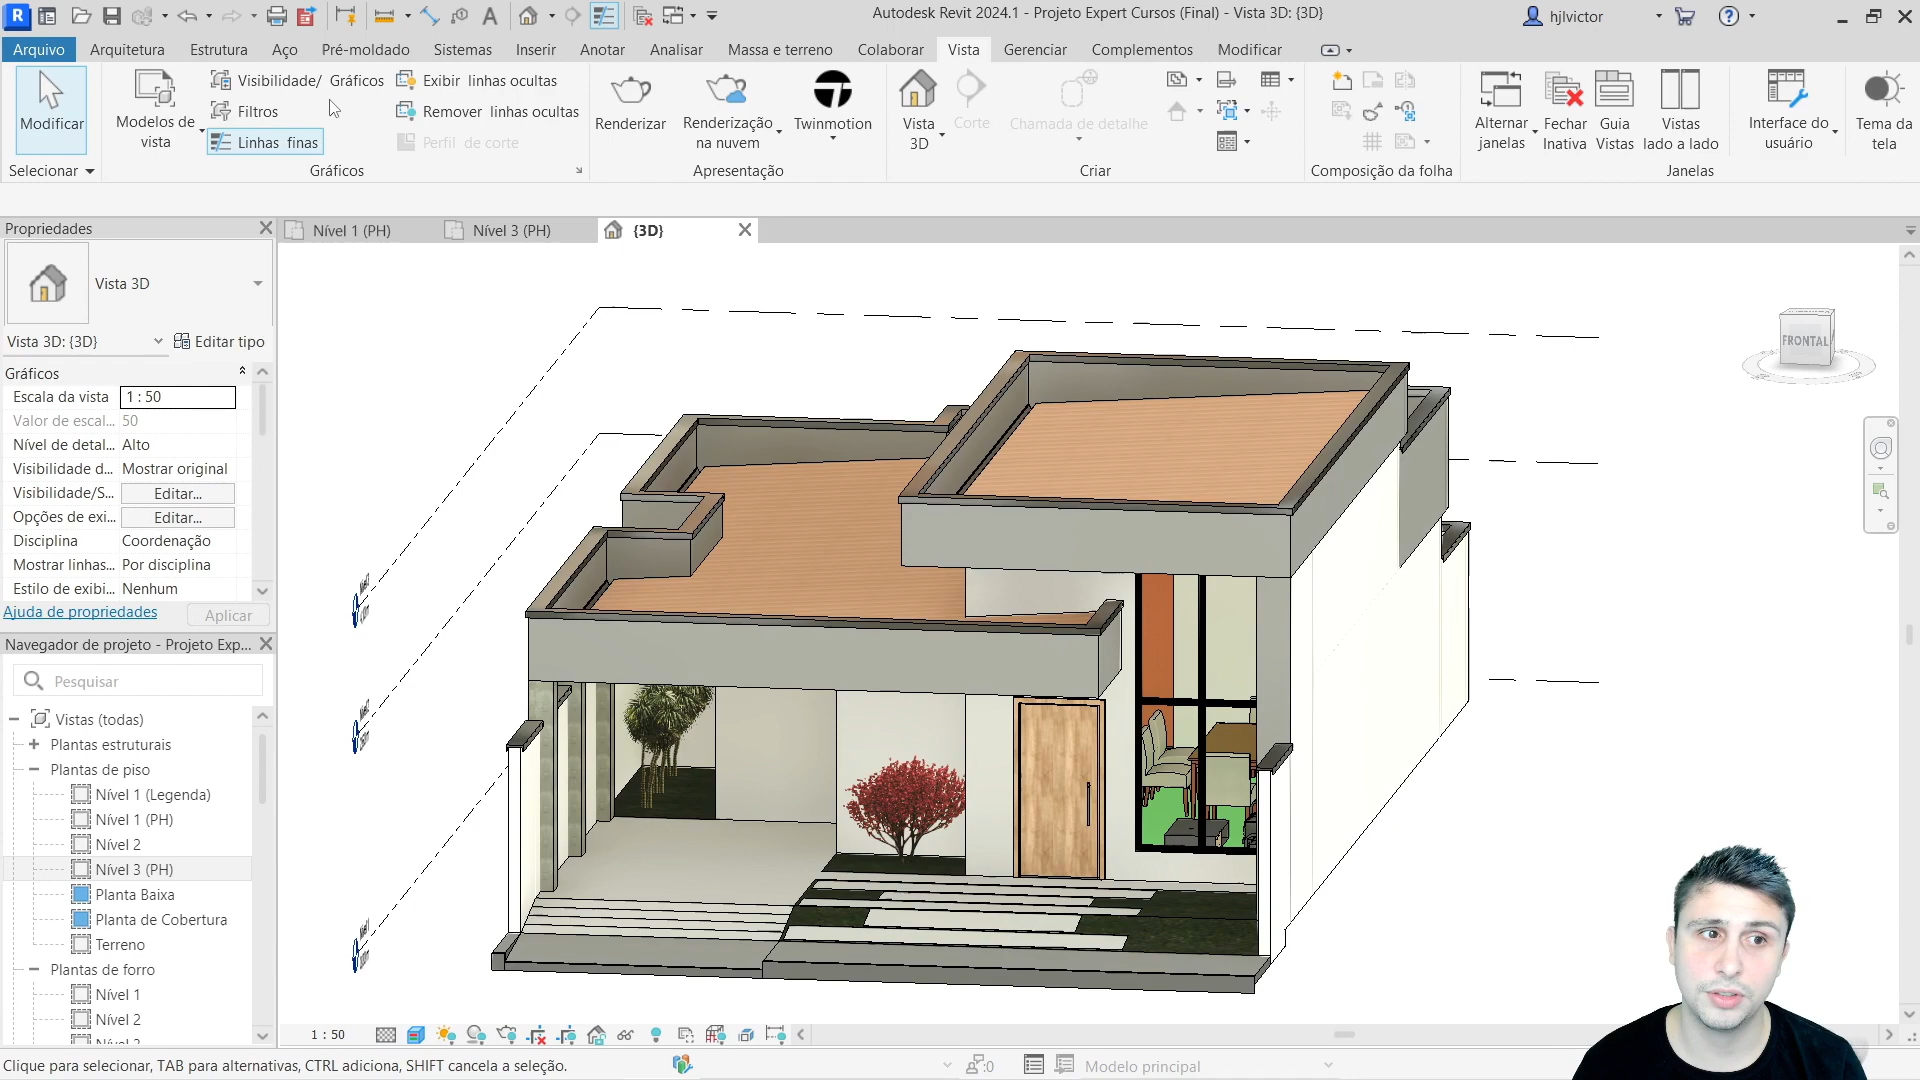 Autodesk Revit 2024.1 - Projeto Expert Cursos (Final) - Vista 3D: {3D}
hjlvictor
Arquivo Arquitetura Estrutura Aço Pré-moldado Sistemas Inserir Anotar Analisar Massa e terreno Colaborar Vista Gerenciar Complementos Modificar
Modificar
Modelos de vista
Visibilidade/ Gráficos
Filtros
Linhas finas
Exibir linhas ocultas
Remover linhas ocultas
Perfil de corte
Renderizar
Renderização na nuvem
Twinmotion
Vista 3D
Corte
Chamada de detalhe
Alternar janelas
Fechar Inativa
Guia Vistas
Vistas lado a lado
Interface do usuário
Tema da tela
Selecionar
Gráficos
Apresentação
Criar
Composição da folha
Janelas
Propriedades
Nível 1 (PH)
Nível 3 (PH)
{3D}
Vista 3D
Vista 3D: {3D}
Editar tipo
Gráficos
Escala da vista 1 : 50
Valor de escal... 50
Nível de detal... Alto
Visibilidade d... Mostrar original
Visibilidade/S... Editar...
Opções de exi... Editar...
Disciplina Coordenação
Mostrar linhas... Por disciplina
Estilo de exibi... Nenhum
Ajuda de propriedades
Aplicar
Navegador de projeto - Projeto Exp...
Pesquisar
Vistas (todas)
Plantas estruturais
Plantas de piso
Nível 1 (Legenda)
Nível 1 (PH)
Nível 2
Nível 3 (PH)
Planta Baixa
Planta de Cobertura
Terreno
Plantas de forro
Nível 1
Nível 2
FRONTAL
1 : 50
Clique para selecionar, TAB para alternativas, CTRL adiciona, SHIFT cancela a seleção.
:0
Modelo principal